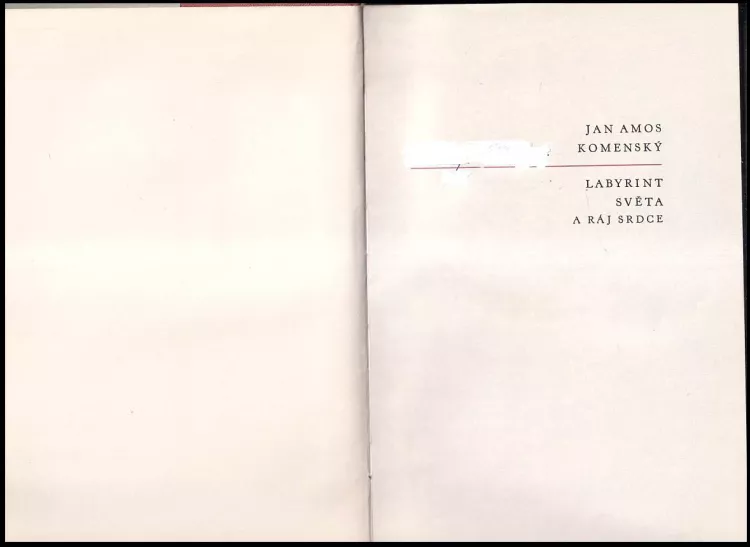 JAN AMOS
KOMENSKÝ
LABYRINT
SVĚTA
A RÁJ SRDCE